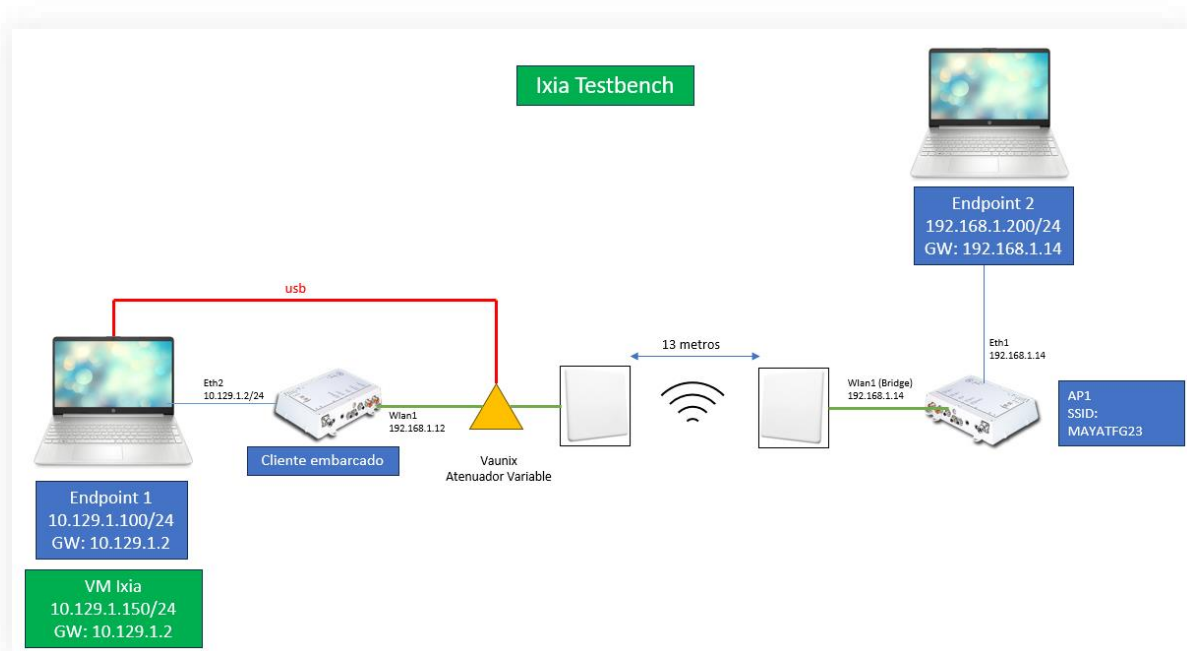 Ixia Testbench
Endpoint 2
192.168.1.200/24
GW: 192.168.1.14
usb
13 metros
Eth1
192.168.1.14
Eth2
10.129.1.2/24
Wlan1
192.168.1.12
Wlan1 (Bridge)
192.168.1.14
AP1
SSID:
MAYATFG23
Cliente embarcado
Vaunix
Atenuador Variable
Endpoint 1
10.129.1.100/24
GW: 10.129.1.2
VM Ixia
10.129.1.150/24
GW: 10.129.1.2